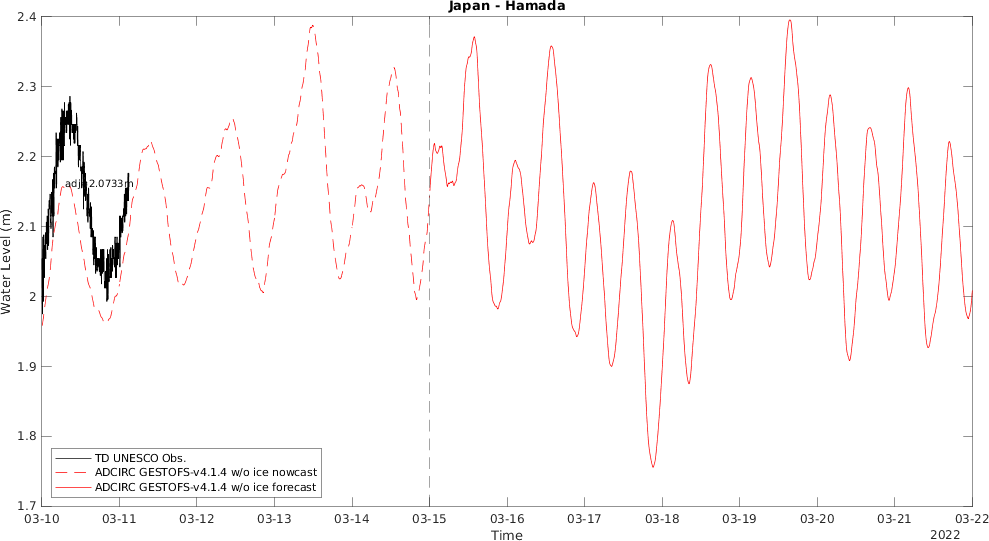 Japan - Hamada
Water Level (m)
2.4
2.3
2.2
2.1
2
1.9
1.8
1.7
adj: 2.0733m
TD UNESCO Obs.
ADCIRC GESTOFS-v4.1.4 w/o ice nowcast
ADCIRC GESTOFS-v4.1.4 w/o ice forecast
03-10 03-11 03-12 03-13 03-14 03-15 03-16 03-17 03-18 03-19 03-20 03-21 03-22
Time
2022